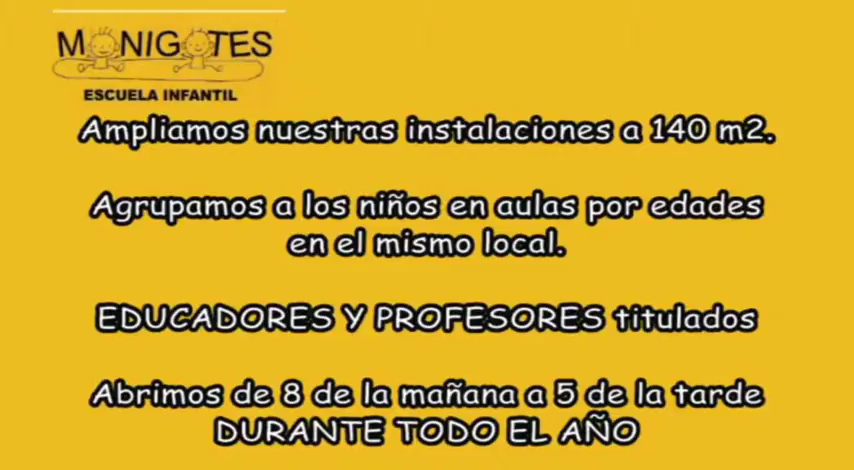 MONIGOTES
ESCUELA INFANTIL
Ampliamos nuestras instalaciones a 140 m2.
Agrupamos a los niños en aulas por edades
en el mismo local.
EDUCADORES Y PROFESORES titulados
Abrimos de 8 de la mañana a 5 de la tarde
DURANTE TODO EL AÑO